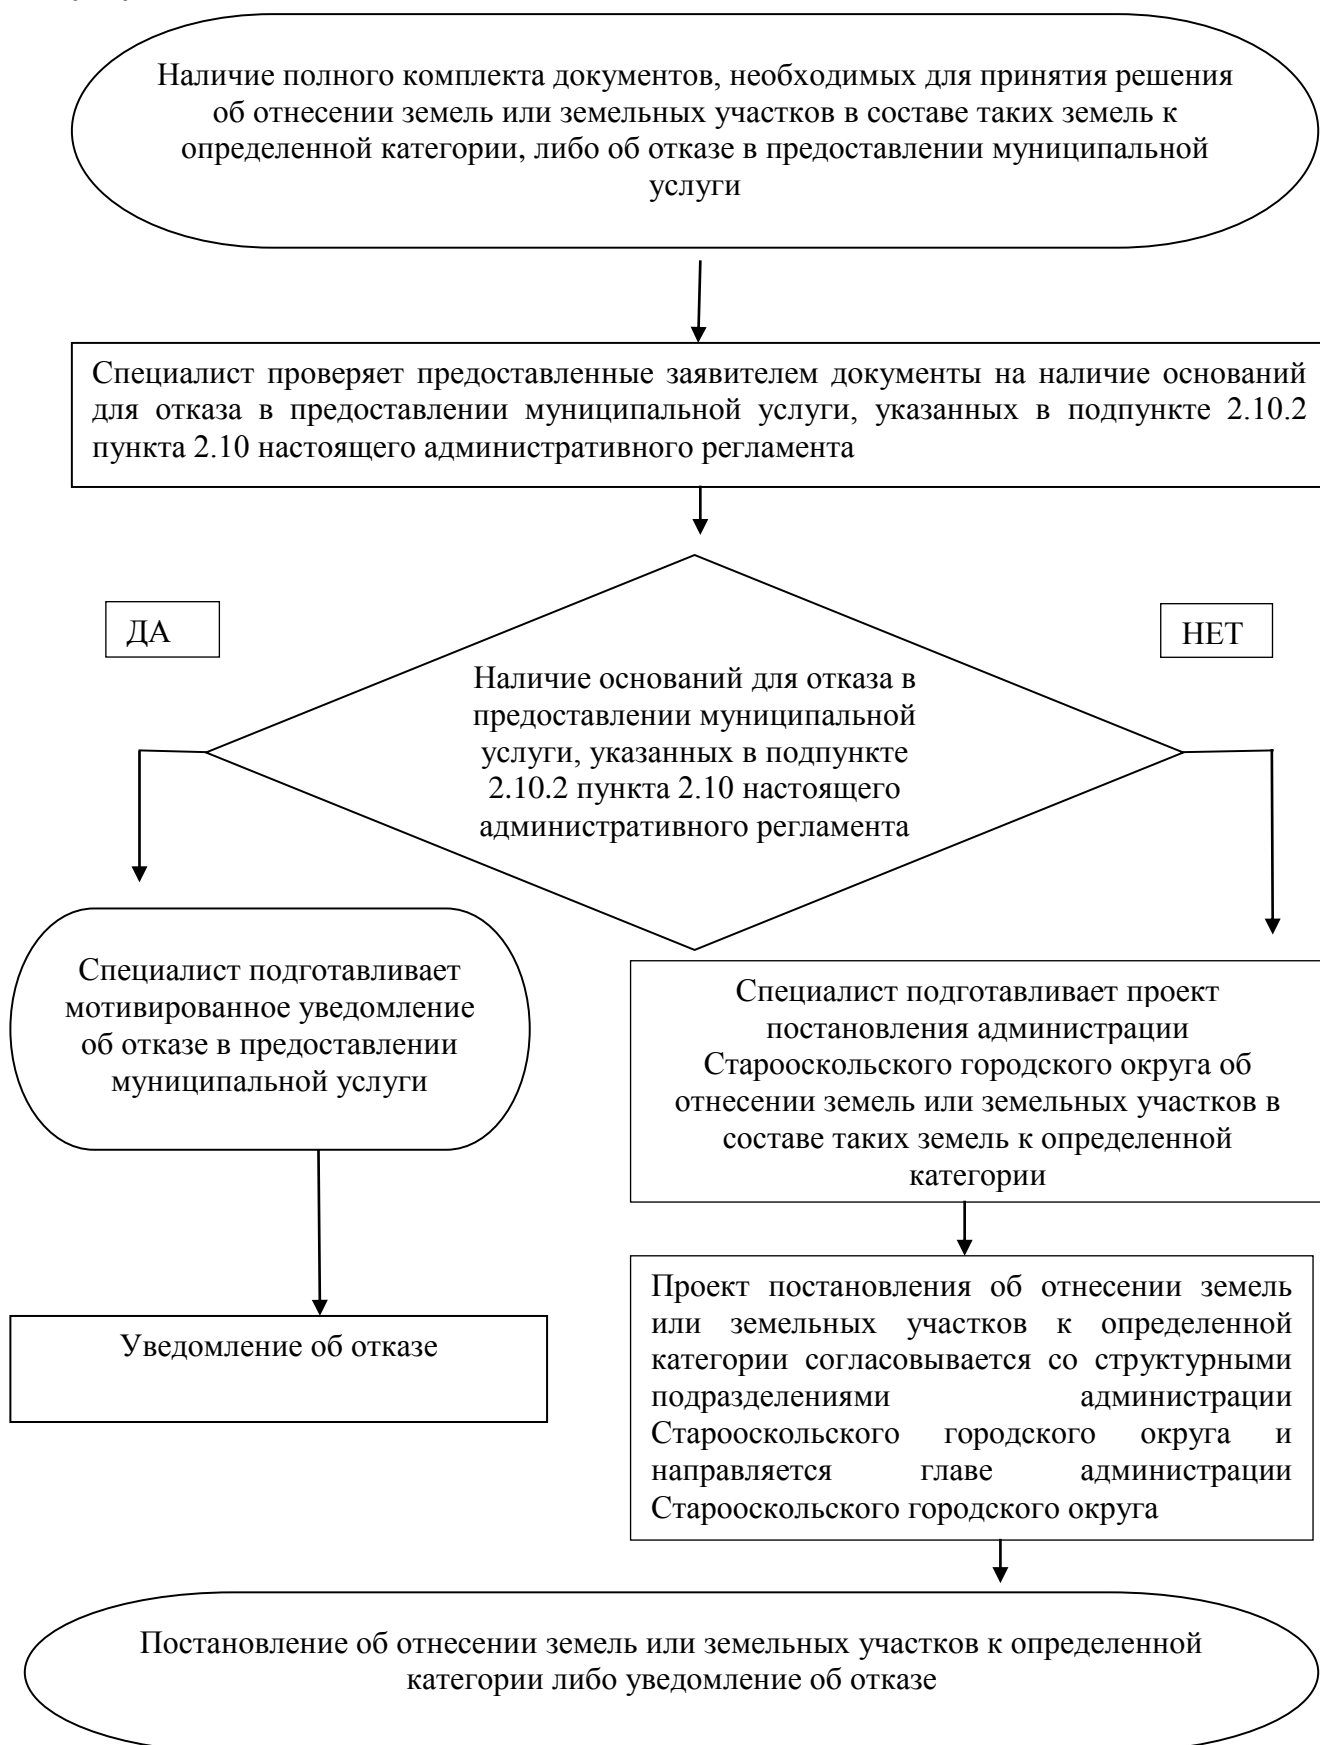 Наличие полного комплекта документов, необходимых для принятия решения
об отнесении земель или земельных участков в составе таких земель к
определенной категории, либо об отказе в предоставлении муниципальной
услуги
Специалист проверяет предоставленные заявителем документы на наличие оснований
для отказа в предоставлении муниципальной услуги, указанных в подпункте 2.10.2
пункта 2.10 настоящего административного регламента
ДА
НЕТ
Наличие оснований для отказа в
предоставлении муниципальной
услуги, указанных в подпункте
2.10.2 пункта 2.10 настоящего
административного регламента
Специалист подготавливает
мотивированное уведомление
об отказе в предоставлении
муниципальной услуги
Специалист подготавливает проект
постановления администрации
Старооскольского городского округа об
отнесении земель или земельных участков в
составе таких земель к определенной
категории
Уведомление об отказе
Проект постановления об отнесении земель
или земельных участков к определенной
категории согласовывается со структурными
подразделениями администрации
Старооскольского городского округа и
направляется главе администрации
Старооскольского городского округа
Постановление об отнесении земель или земельных участков к определенной
категории либо уведомление об отказе